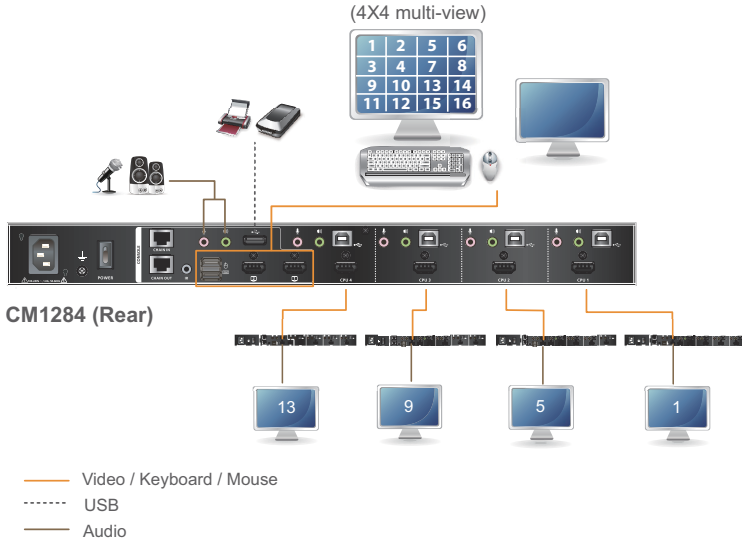 (4X4 multi-view)
1 2 5 6
3 4 7 8
9 10 13 14
11 12 15 16
CONSOLE
CHAIN IN
CHAIN OUT
POWER
IR
CPU 4
CPU 3
CPU 2
CPU 1
CM1284 (Rear)
13
9
5
1
Video / Keyboard / Mouse
USB
Audio